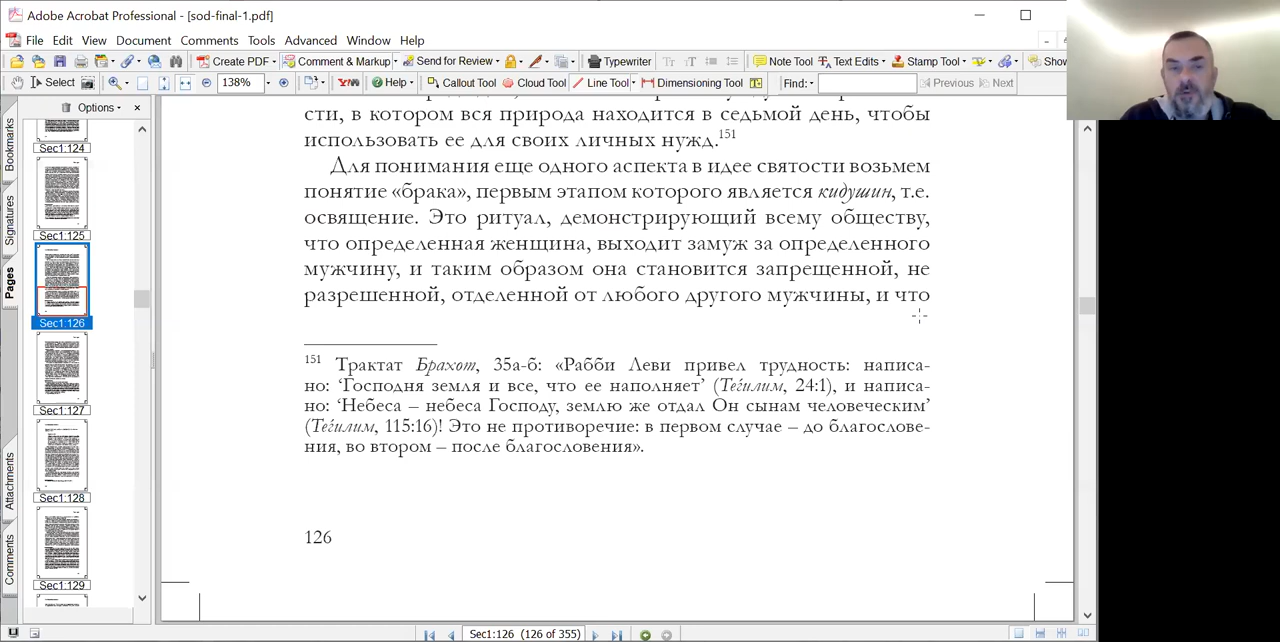 Adobe Acrobat Professional - [sod-final-1.pdf]
File Edit View Document Comments Tools Advanced Window Help
Create PDF Comment & Markup Send for Review Typewriter Note Tool Text Edits Stamp Tool Show
Select 138% Help Callout Tool Cloud Tool Line Tool Dimensioning Tool Find: Previous Next
Options
Bookmarks
Signatures
Pages
Attachments
Comments
Sec1:124
Sec1:125
Sec1:126
Sec1:127
Sec1:128
Sec1:129
сти, в котором вся природа находится в седьмой день, чтобы
использовать ее для своих личных нужд.151
Для понимания еще одного аспекта в идее святости возьмем
понятие «брака», первым этапом которого является кидушин, т.е.
освящение. Это ритуал, демонстрирующий всему обществу,
что определенная женщина, выходит замуж за определенного
мужчину, и таким образом она становится запрещенной, не
разрешенной, отделенной от любого другого мужчины, и что
151 Трактат Брахот, 35а-б: «Рабби Леви привел трудность: написа-
но: ‘Господня земля и все, что ее наполняет’ (Теѓилим, 24:1), и написа-
но: ‘Небеса – небеса Господу, землю же отдал Он сынам человеческим’
(Теѓилим, 115:16)! Это не противоречие: в первом случае – до благослове-
ния, во втором – после благословения».
126
Sec1:126 (126 of 355)